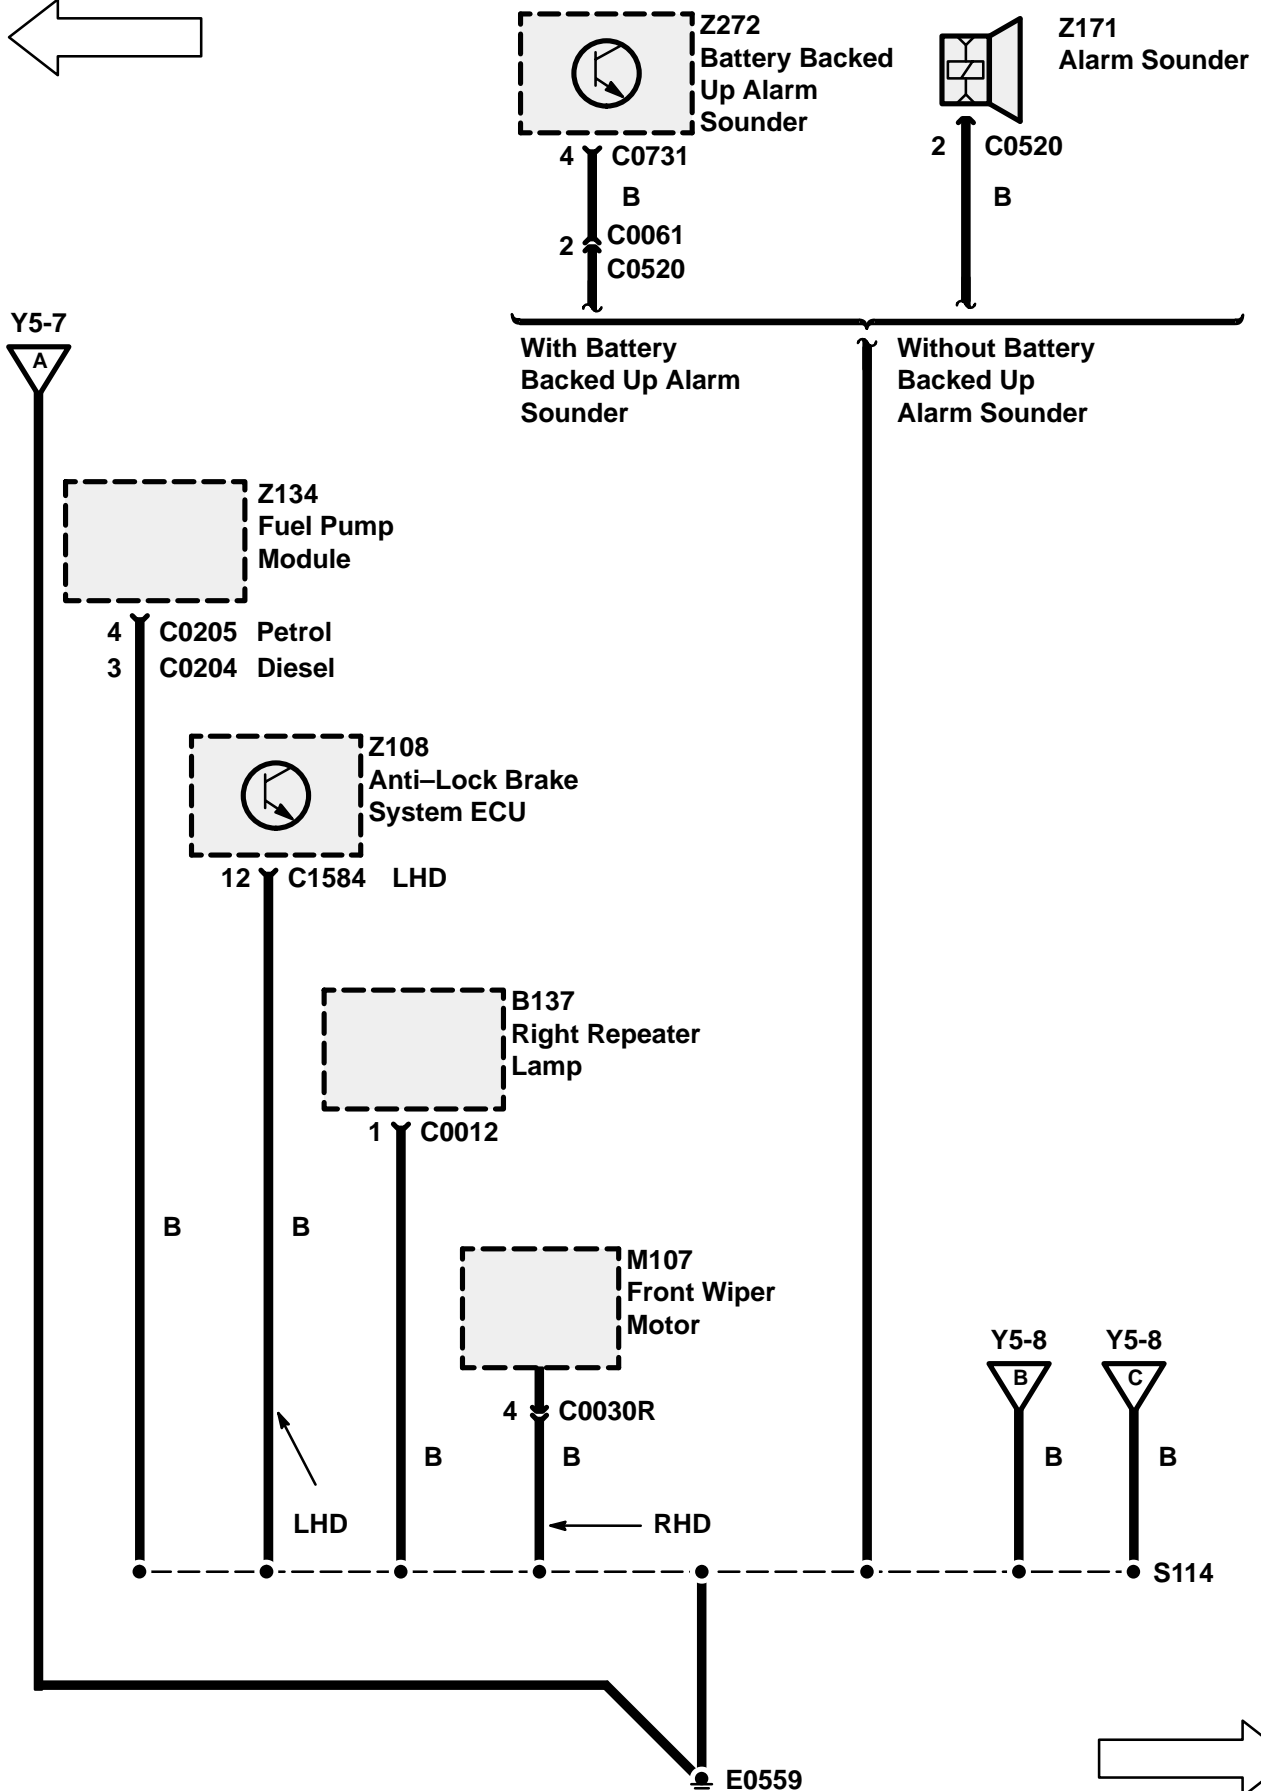 Z272
Battery Backed
Up Alarm
Sounder
Z171
Alarm Sounder
4 C0731
2 C0520
B
B
2 C0061
C0520
Y5-7
A
With Battery
Backed Up Alarm
Sounder
Without Battery
Backed Up
Alarm Sounder
Z134
Fuel Pump
Module
4 C0205 Petrol
3 C0204 Diesel
Z108
Anti–Lock Brake
System ECU
12 C1584 LHD
B137
Right Repeater
Lamp
1 C0012
B
B
M107
Front Wiper
Motor
Y5-8
Y5-8
B
C
4 C0030R
B
B
B
B
LHD
RHD
S114
E0559